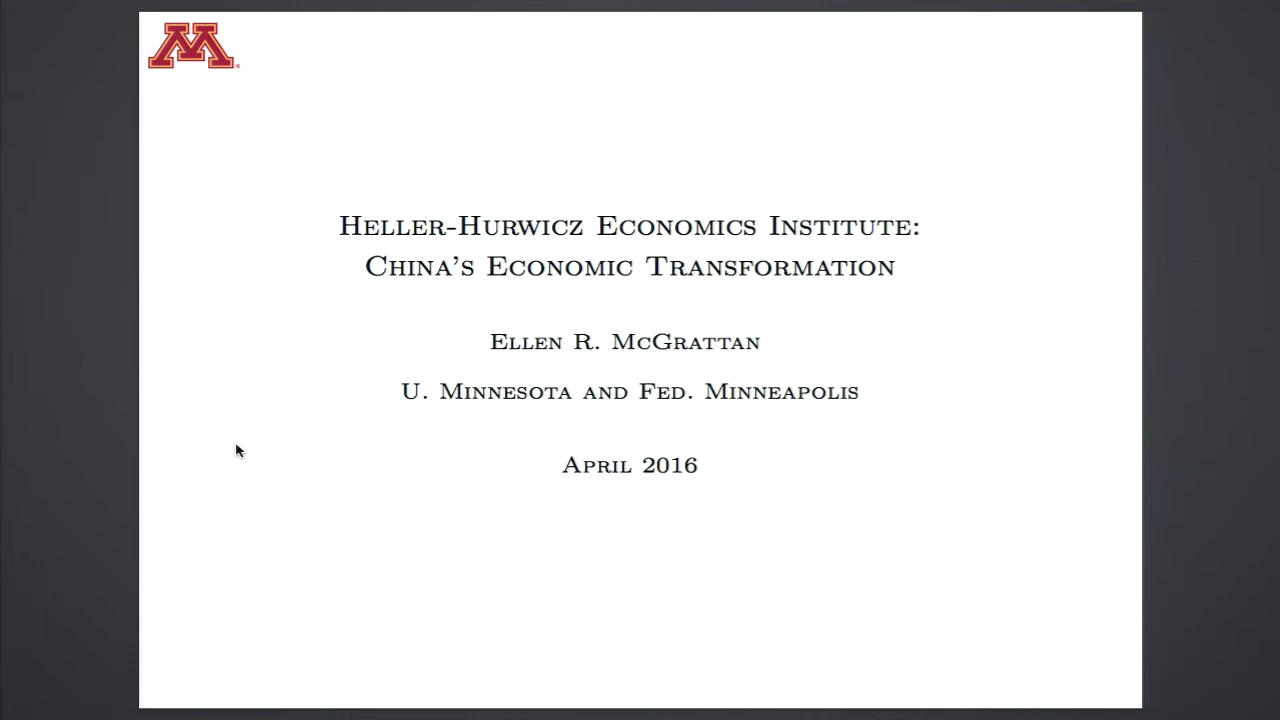 M
Heller-Hurwicz Economics Institute:
China's Economic Transformation
Ellen R. McGrattan
U. Minnesota and Fed. Minneapolis
April 2016